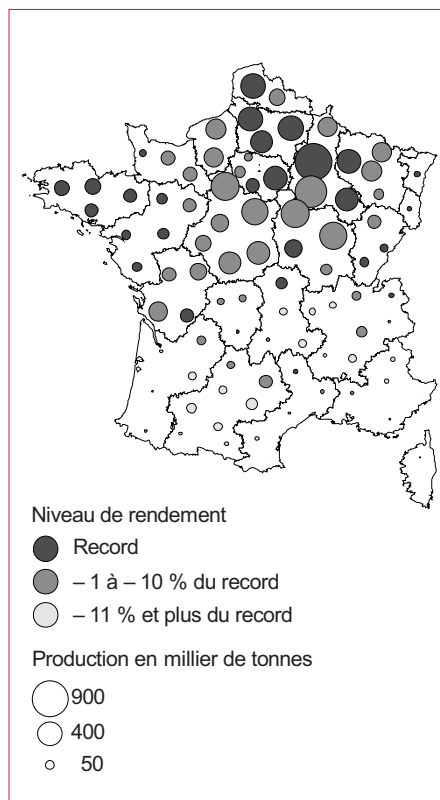 Niveau de rendement
Record
– 1 à – 10 % du record
– 11 % et plus du record
Production en millier de tonnes
900
400
50